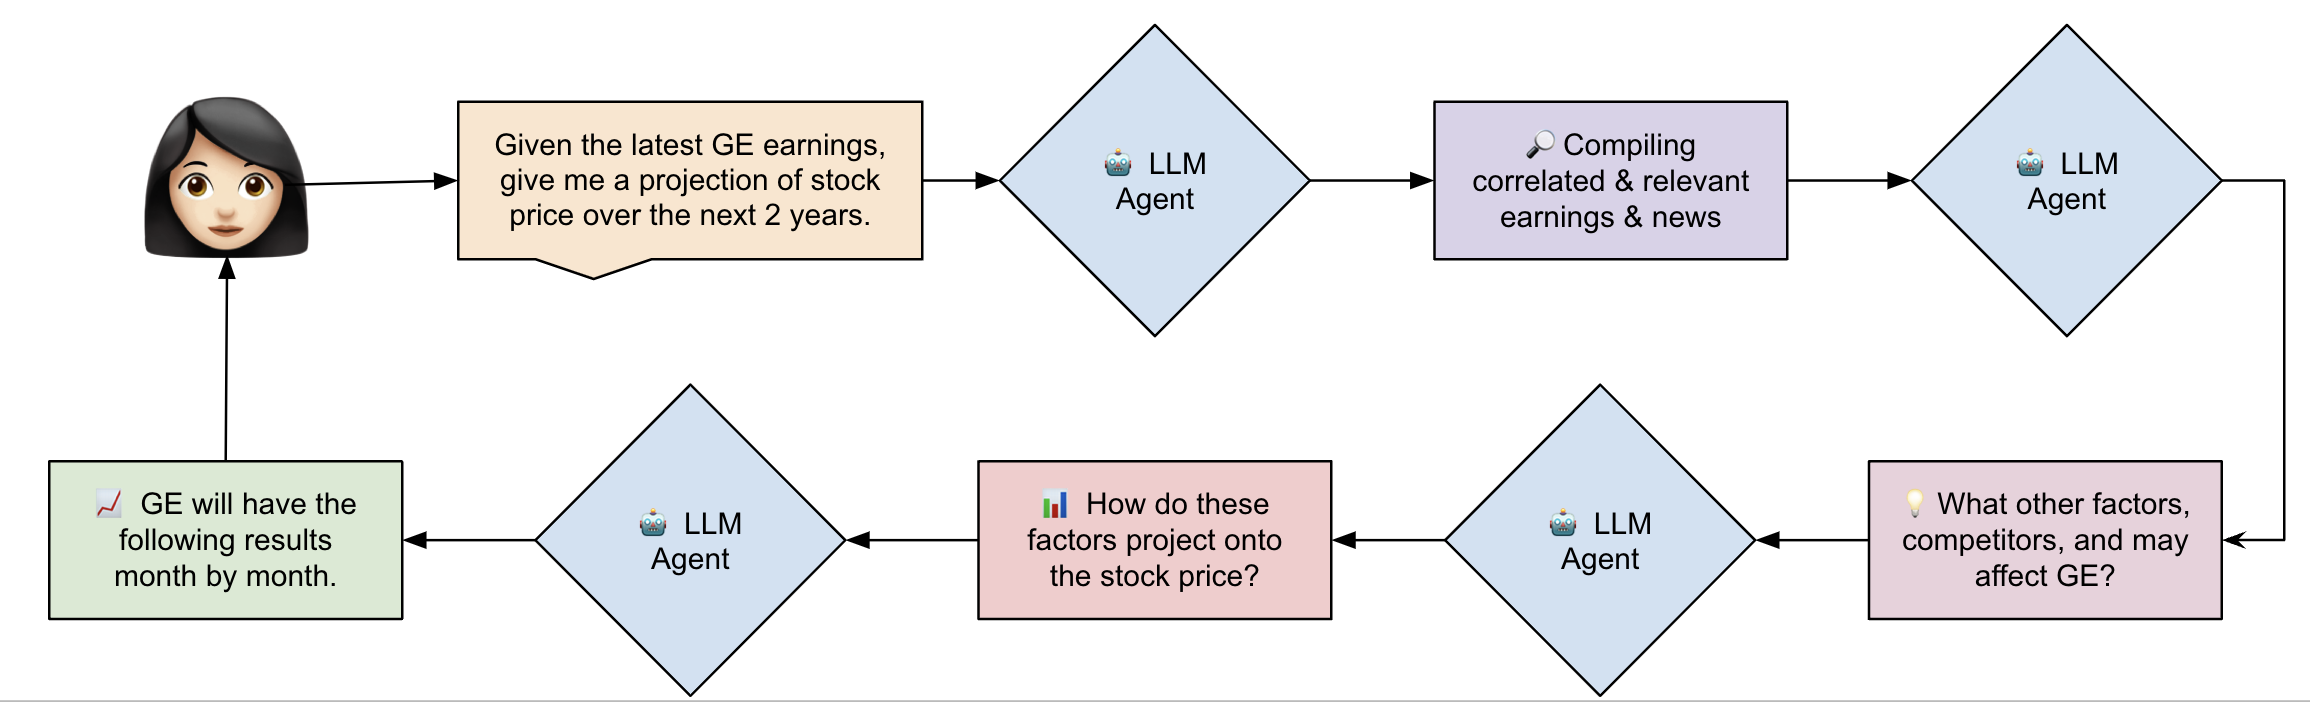 Given the latest GE earnings,
give me a projection of stock
price over the next 2 years.
🤖 LLM
Agent
🔎 Compiling
correlated & relevant
earnings & news
🤖 LLM
Agent
💡 What other factors,
competitors, and may
affect GE?
🤖 LLM
Agent
📊 How do these
factors project onto
the stock price?
🤖 LLM
Agent
📈 GE will have the
following results
month by month.